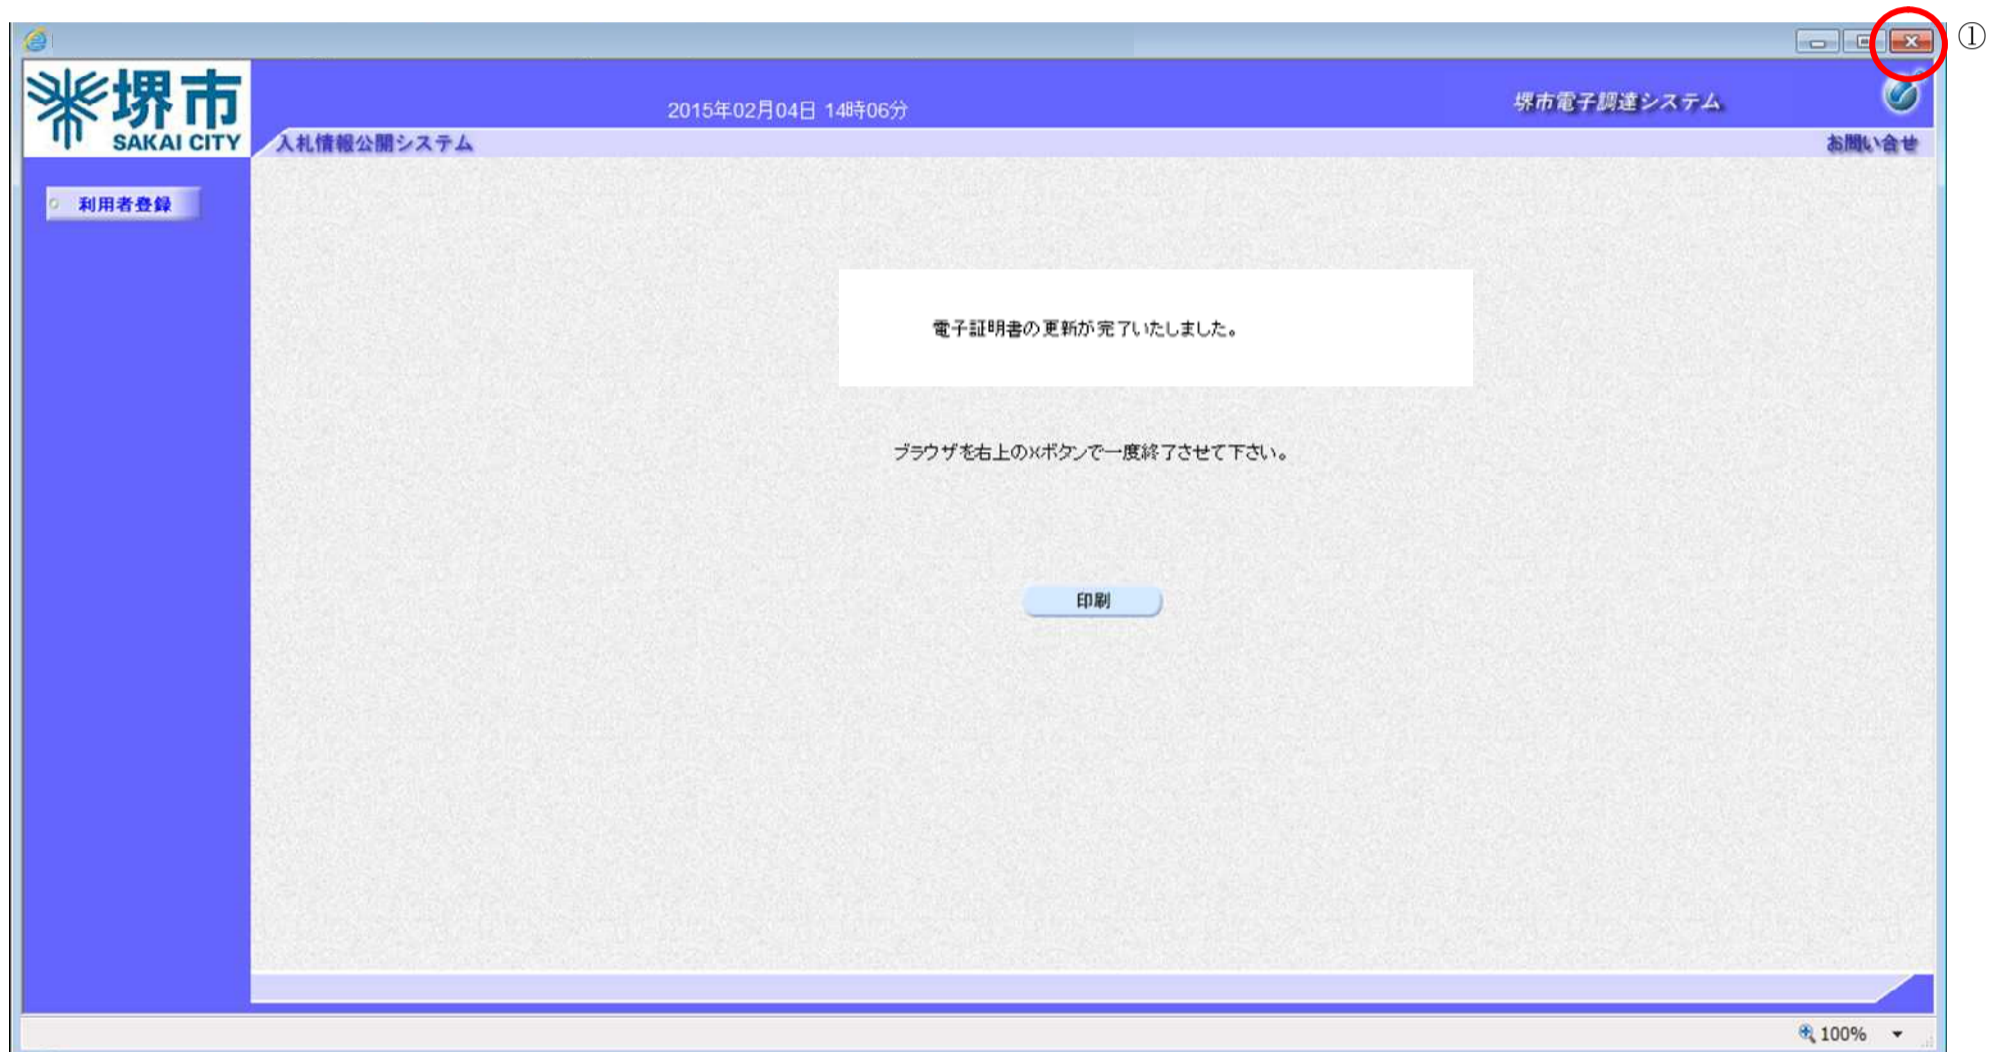 ①
堺市
SAKAI CITY
2015年02月04日 14時06分
堺市電子調達システム
入札情報公開システム
お問い合せ
利用者登録
電子証明書の更新が完了いたしました。
ブラウザを右上の×ボタンで一度終了させて下さい。
印刷
100%